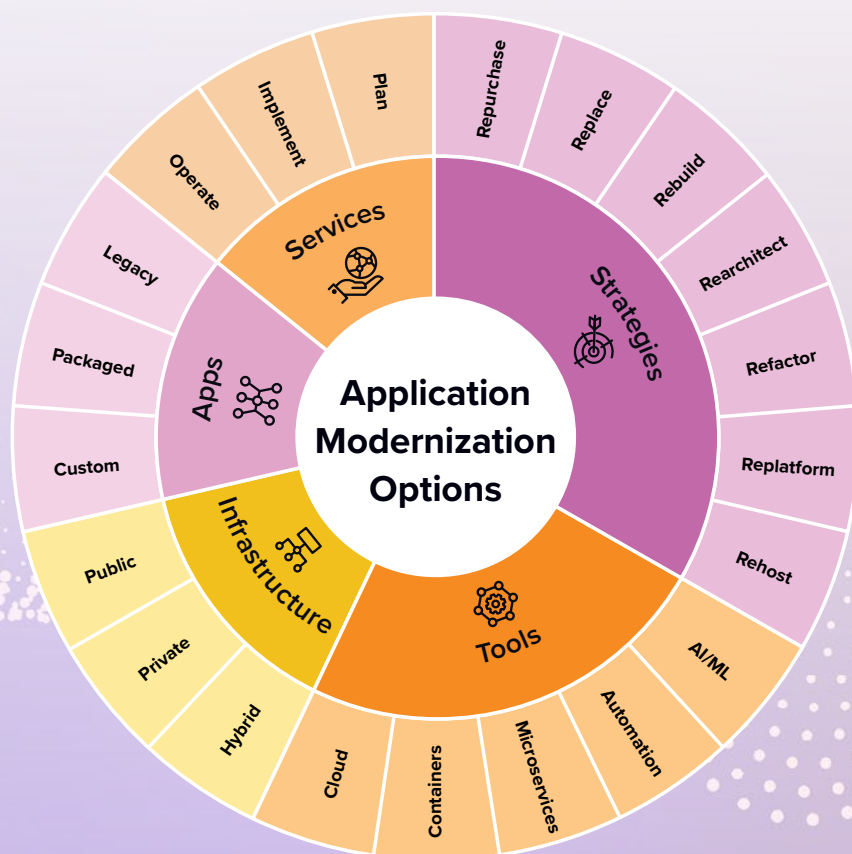 Application
Modernization
Options
Strategies
Repurchase
Replace
Rebuild
Rearchitect
Refactor
Replatform
Rehost
Tools
AI/ML
Automation
Microservices
Containers
Cloud
Infrastructure
Hybrid
Private
Public
Apps
Custom
Packaged
Legacy
Services
Operate
Implement
Plan